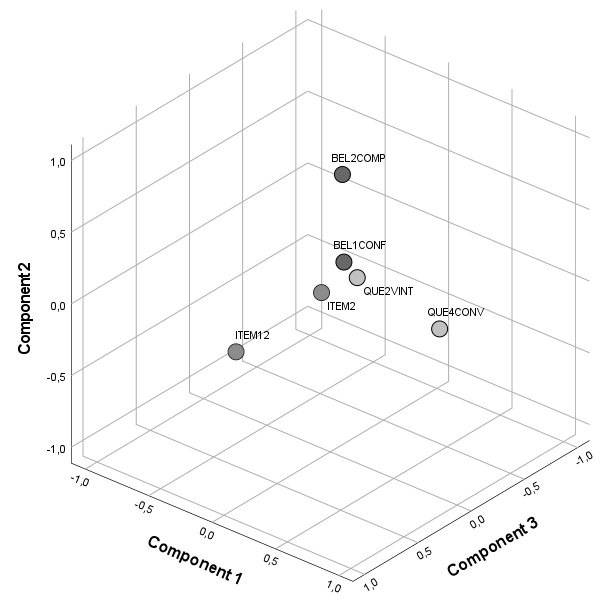 BEL2COMP
1,0
0,5
BEL1CONF
QUE2VINT
0,0
ITEM2
QUE4CONV
ITEM12
Component 2
-0,5
-1,0
-1,0
-0,5
0,0
0,5
1,0
Component 1
-1,0
-0,5
0,0
0,5
1,0
Component 3